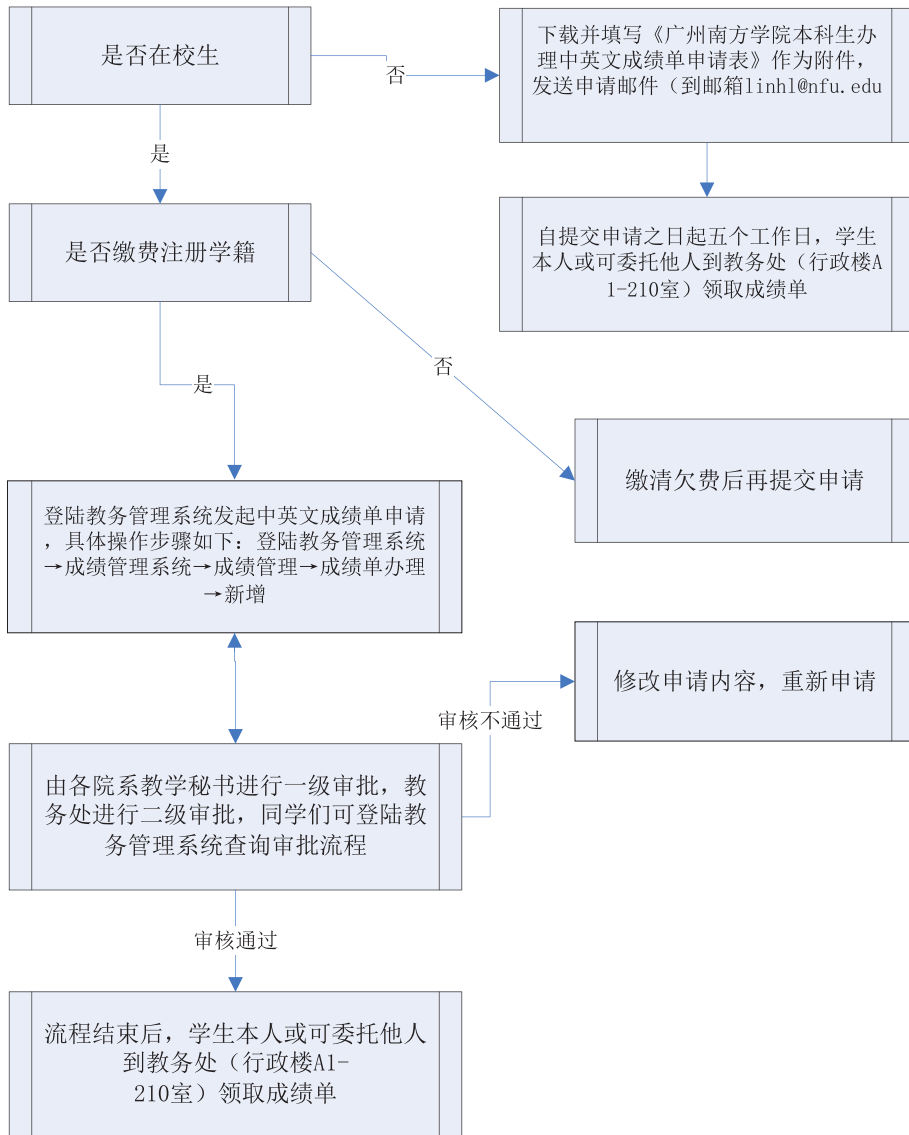 是否在校生
否
下载并填写《广州南方学院本科生办
理中英文成绩单申请表》作为附件，
发送申请邮件（到邮箱linhl@nfu.edu
是
自提交申请之日起五个工作日，学生
本人或可委托他人到教务处（行政楼A
1-210室）领取成绩单
是否缴费注册学籍
否
是
缴清欠费后再提交申请
登陆教务管理系统发起中英文成绩单申请
，具体操作步骤如下：登陆教务管理系统
→成绩管理系统→成绩管理→成绩单办理
→新增
修改申请内容，重新申请
审核不通过
由各院系教学秘书进行一级审批，教
务处进行二级审批，同学们可登陆教
务管理系统查询审批流程
审核通过
流程结束后，学生本人或可委托他人
到教务处（行政楼A1-
210室）领取成绩单